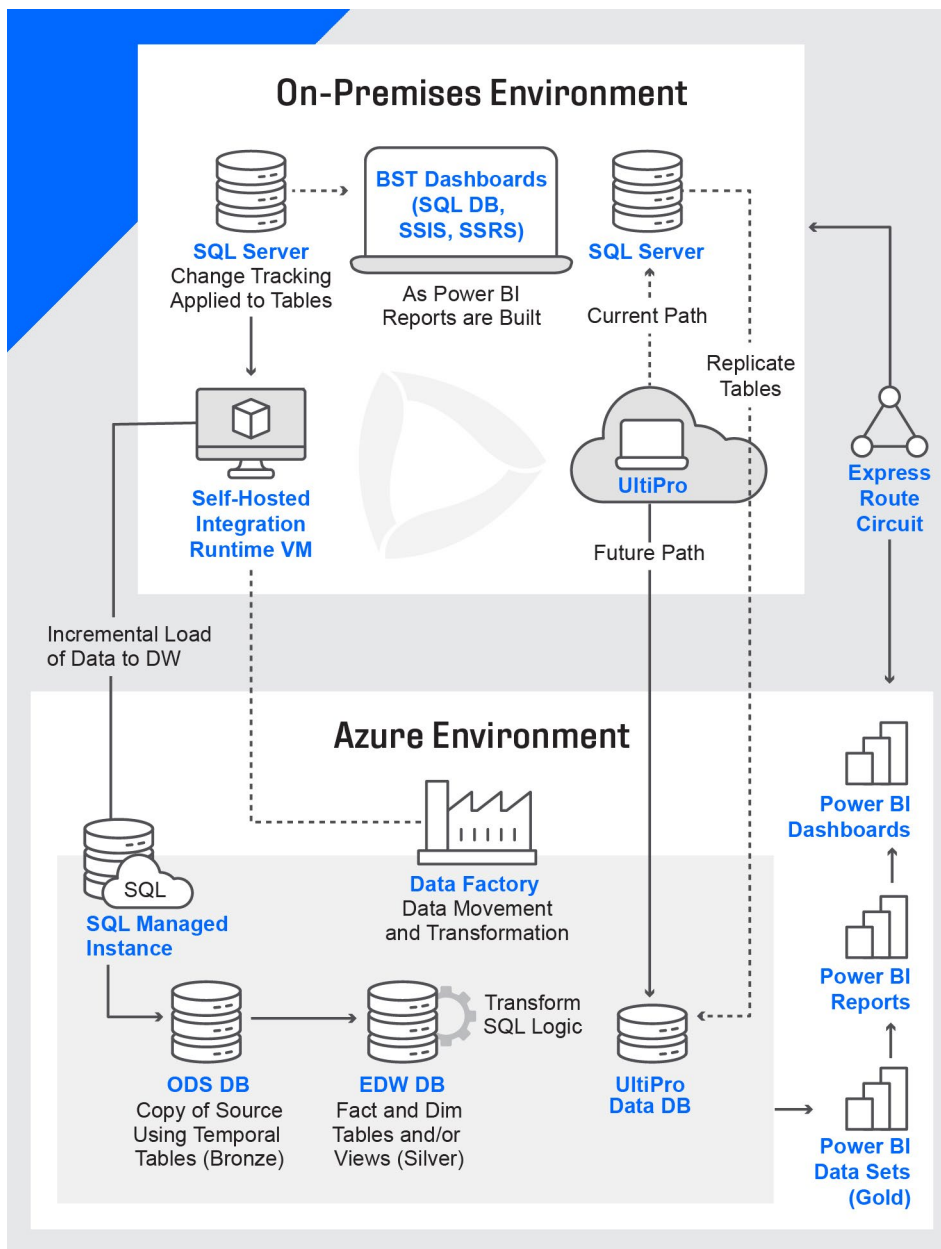 On-Premises Environment
SQL Server
Change Tracking
Applied to Tables
BST Dashboards
(SQL DB,
SSIS, SSRS)
As Power BI
Reports are Built
SQL Server
Current Path
Replicate
Tables
Self-Hosted
Integration
Runtime VM
UltiPro
Future Path
Express
Route
Circuit
Incremental Load
of Data to DW
Azure Environment
SQL
SQL Managed
Instance
Data Factory
Data Movement
and Transformation
ODS DB
Copy of Source
Using Temporal
Tables (Bronze)
EDW DB
Fact and Dim
Tables and/or
Views (Silver)
Transform
SQL Logic
UltiPro
Data DB
Power BI
Dashboards
Power BI
Reports
Power BI
Data Sets
(Gold)